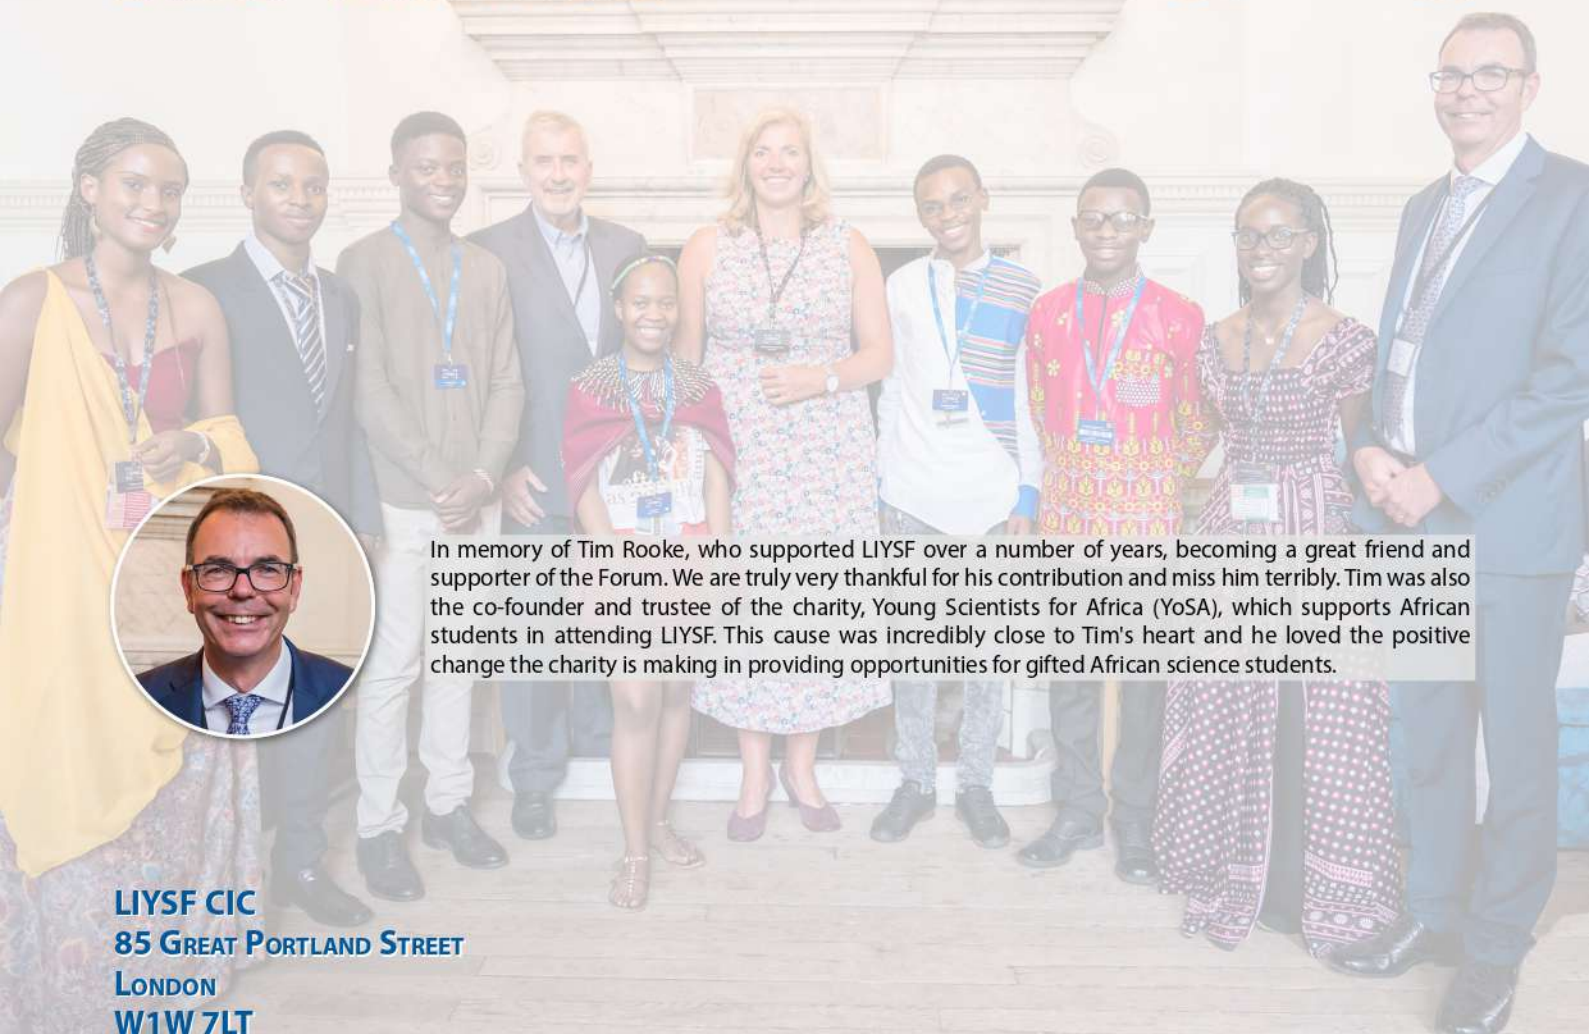 In memory of Tim Rooke, who supported LIYSF over a number of years, becoming a great friend and
supporter of the Forum. We are truly very thankful for his contribution and miss him terribly. Tim was also
the co-founder and trustee of the charity, Young Scientists for Africa (YoSA), which supports African
students in attending LIYSF. This cause was incredibly close to Tim's heart and he loved the positive
change the charity is making in providing opportunities for gifted African science students.
LIYSF CIC
85 GREAT PORTLAND STREET
LONDON
W1W 7LT